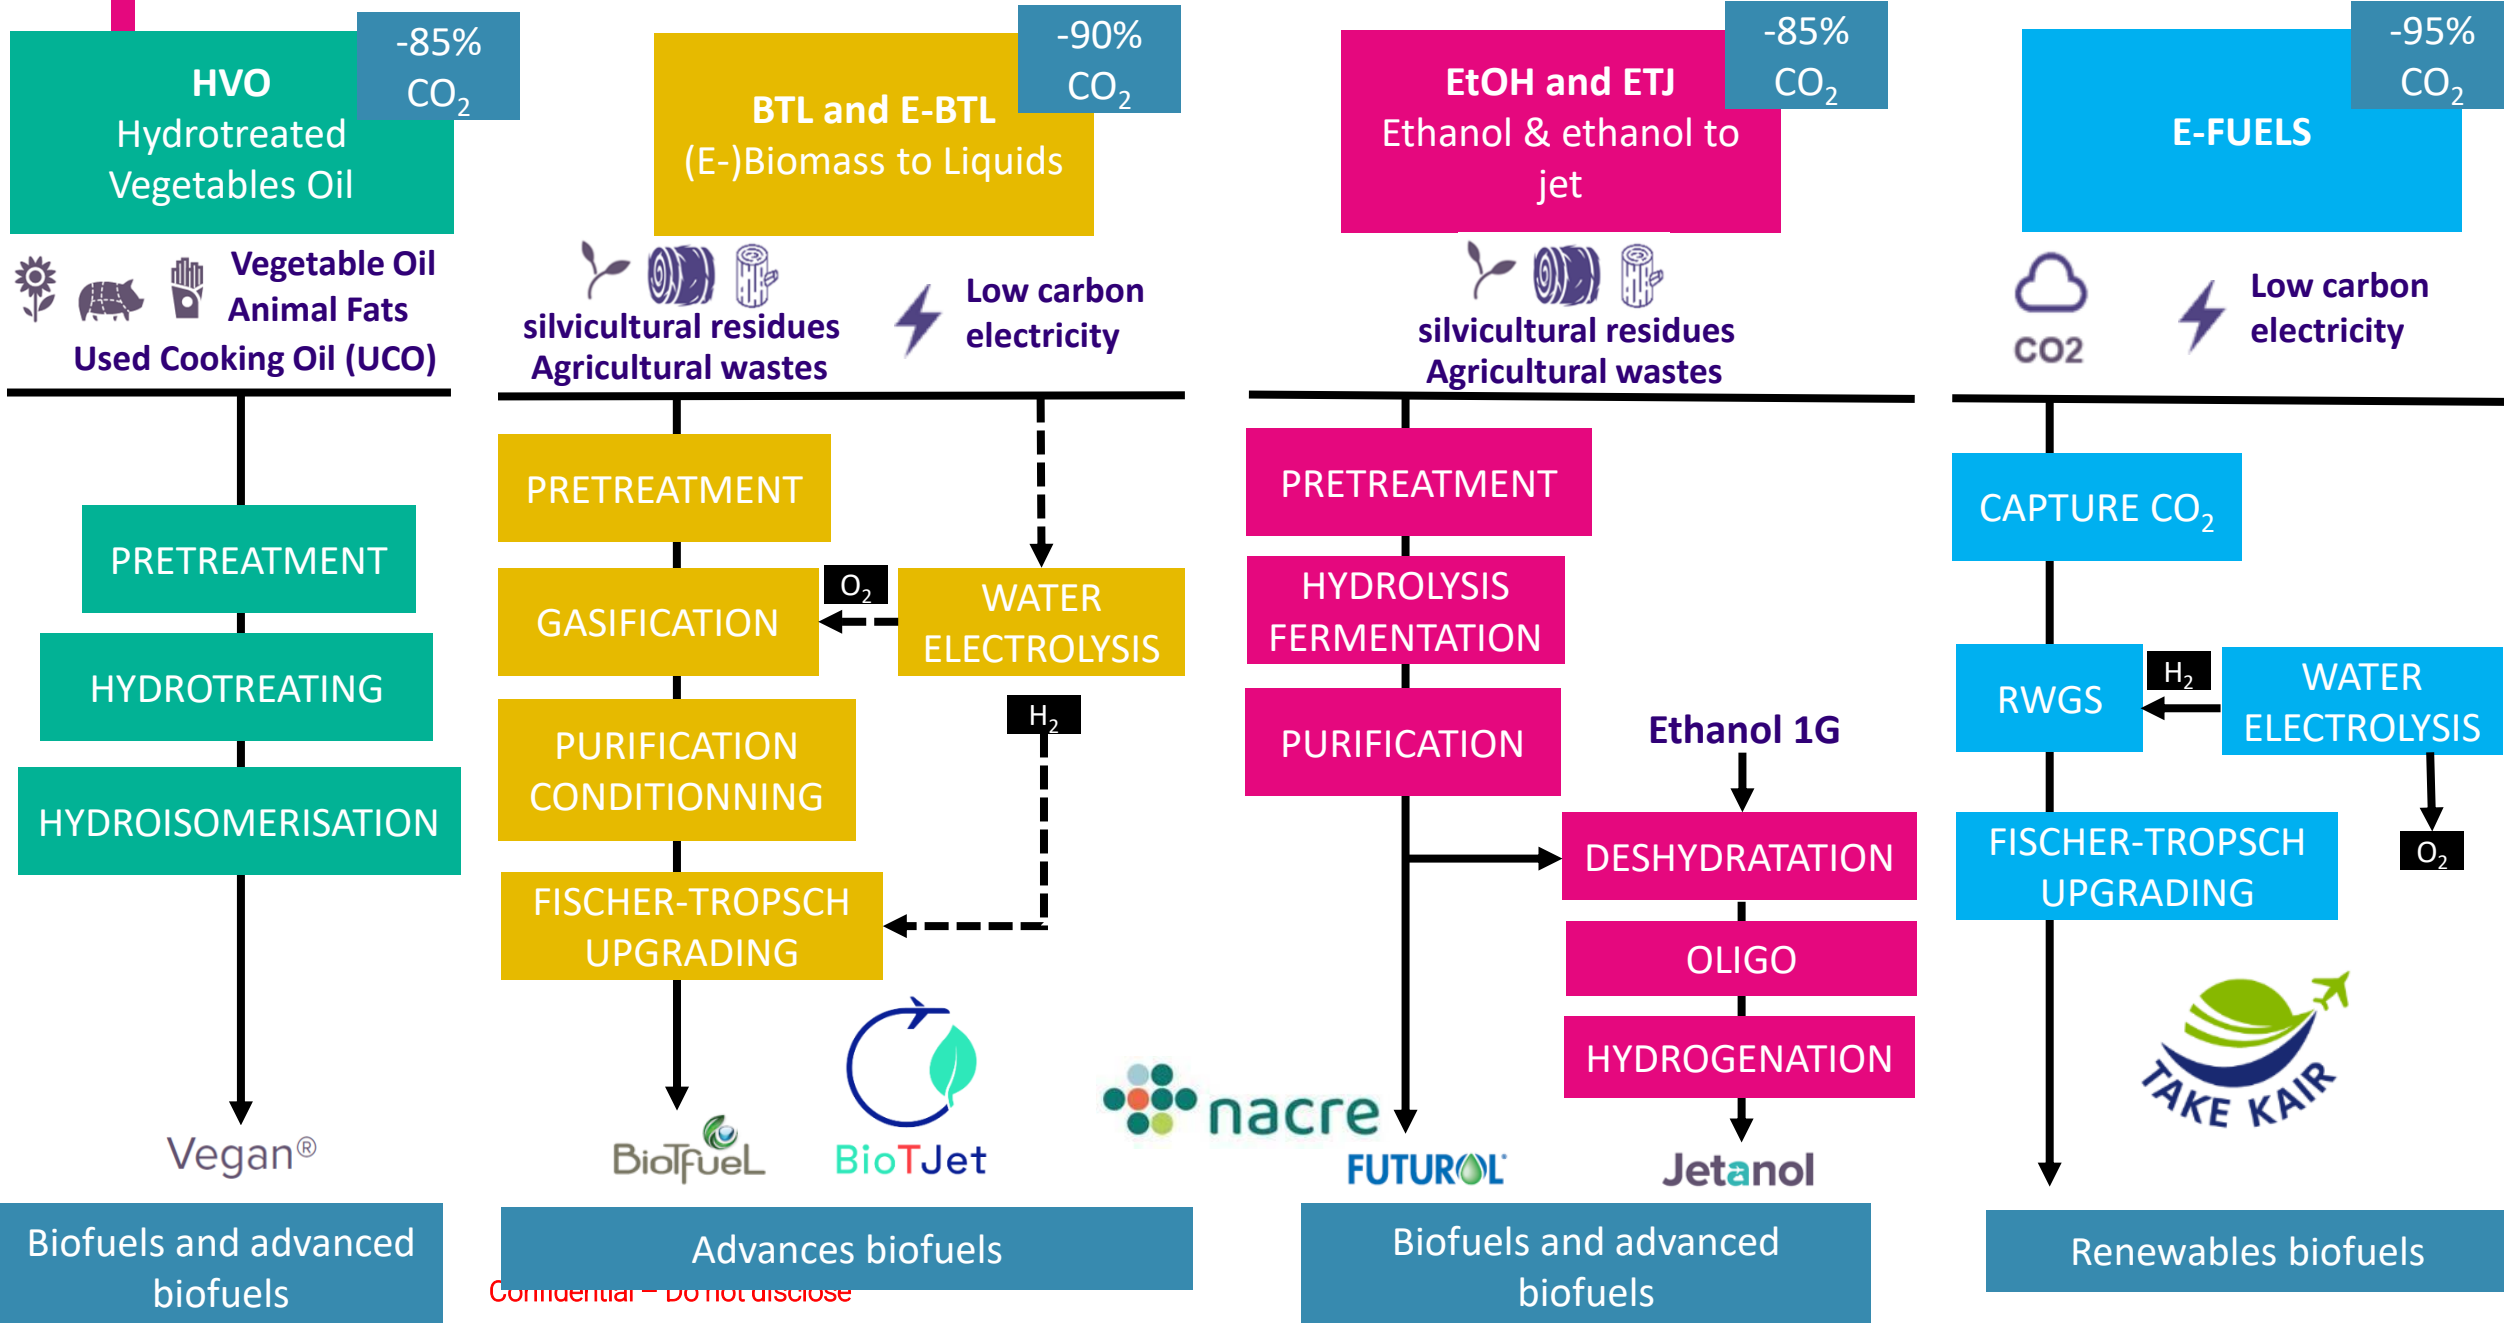 HVO
Hydrotreated
Vegetables Oil
-85%
CO₂
Vegetable Oil
Animal Fats
Used Cooking Oil (UCO)
PRETREATMENT
HYDROTREATING
HYDROISOMERISATION
Vegan®
Biofuels and advanced
biofuels
BTL and E-BTL
(E-)Biomass to Liquids
-90%
CO₂
silvicultural residues
Agricultural wastes
Low carbon
electricity
PRETREATMENT
GASIFICATION
O₂
WATER
ELECTROLYSIS
H₂
PURIFICATION
CONDITIONNING
FISCHER-TROPSCH
UPGRADING
BioTfueL
BioTJet
Advances biofuels
Confidential – Do not disclose
EtOH and ETJ
Ethanol & ethanol to
jet
-85%
CO₂
silvicultural residues
Agricultural wastes
PRETREATMENT
HYDROLYSIS
FERMENTATION
PURIFICATION
Ethanol 1G
DESHYDRATATION
OLIGO
HYDROGENATION
nacre
FUTUROL
Jetanol
Biofuels and advanced
biofuels
E-FUELS
-95%
CO₂
CO2
Low carbon
electricity
CAPTURE CO₂
RWGS
H₂
WATER
ELECTROLYSIS
O₂
FISCHER-TROPSCH
UPGRADING
TAKE KAIR
Renewables biofuels